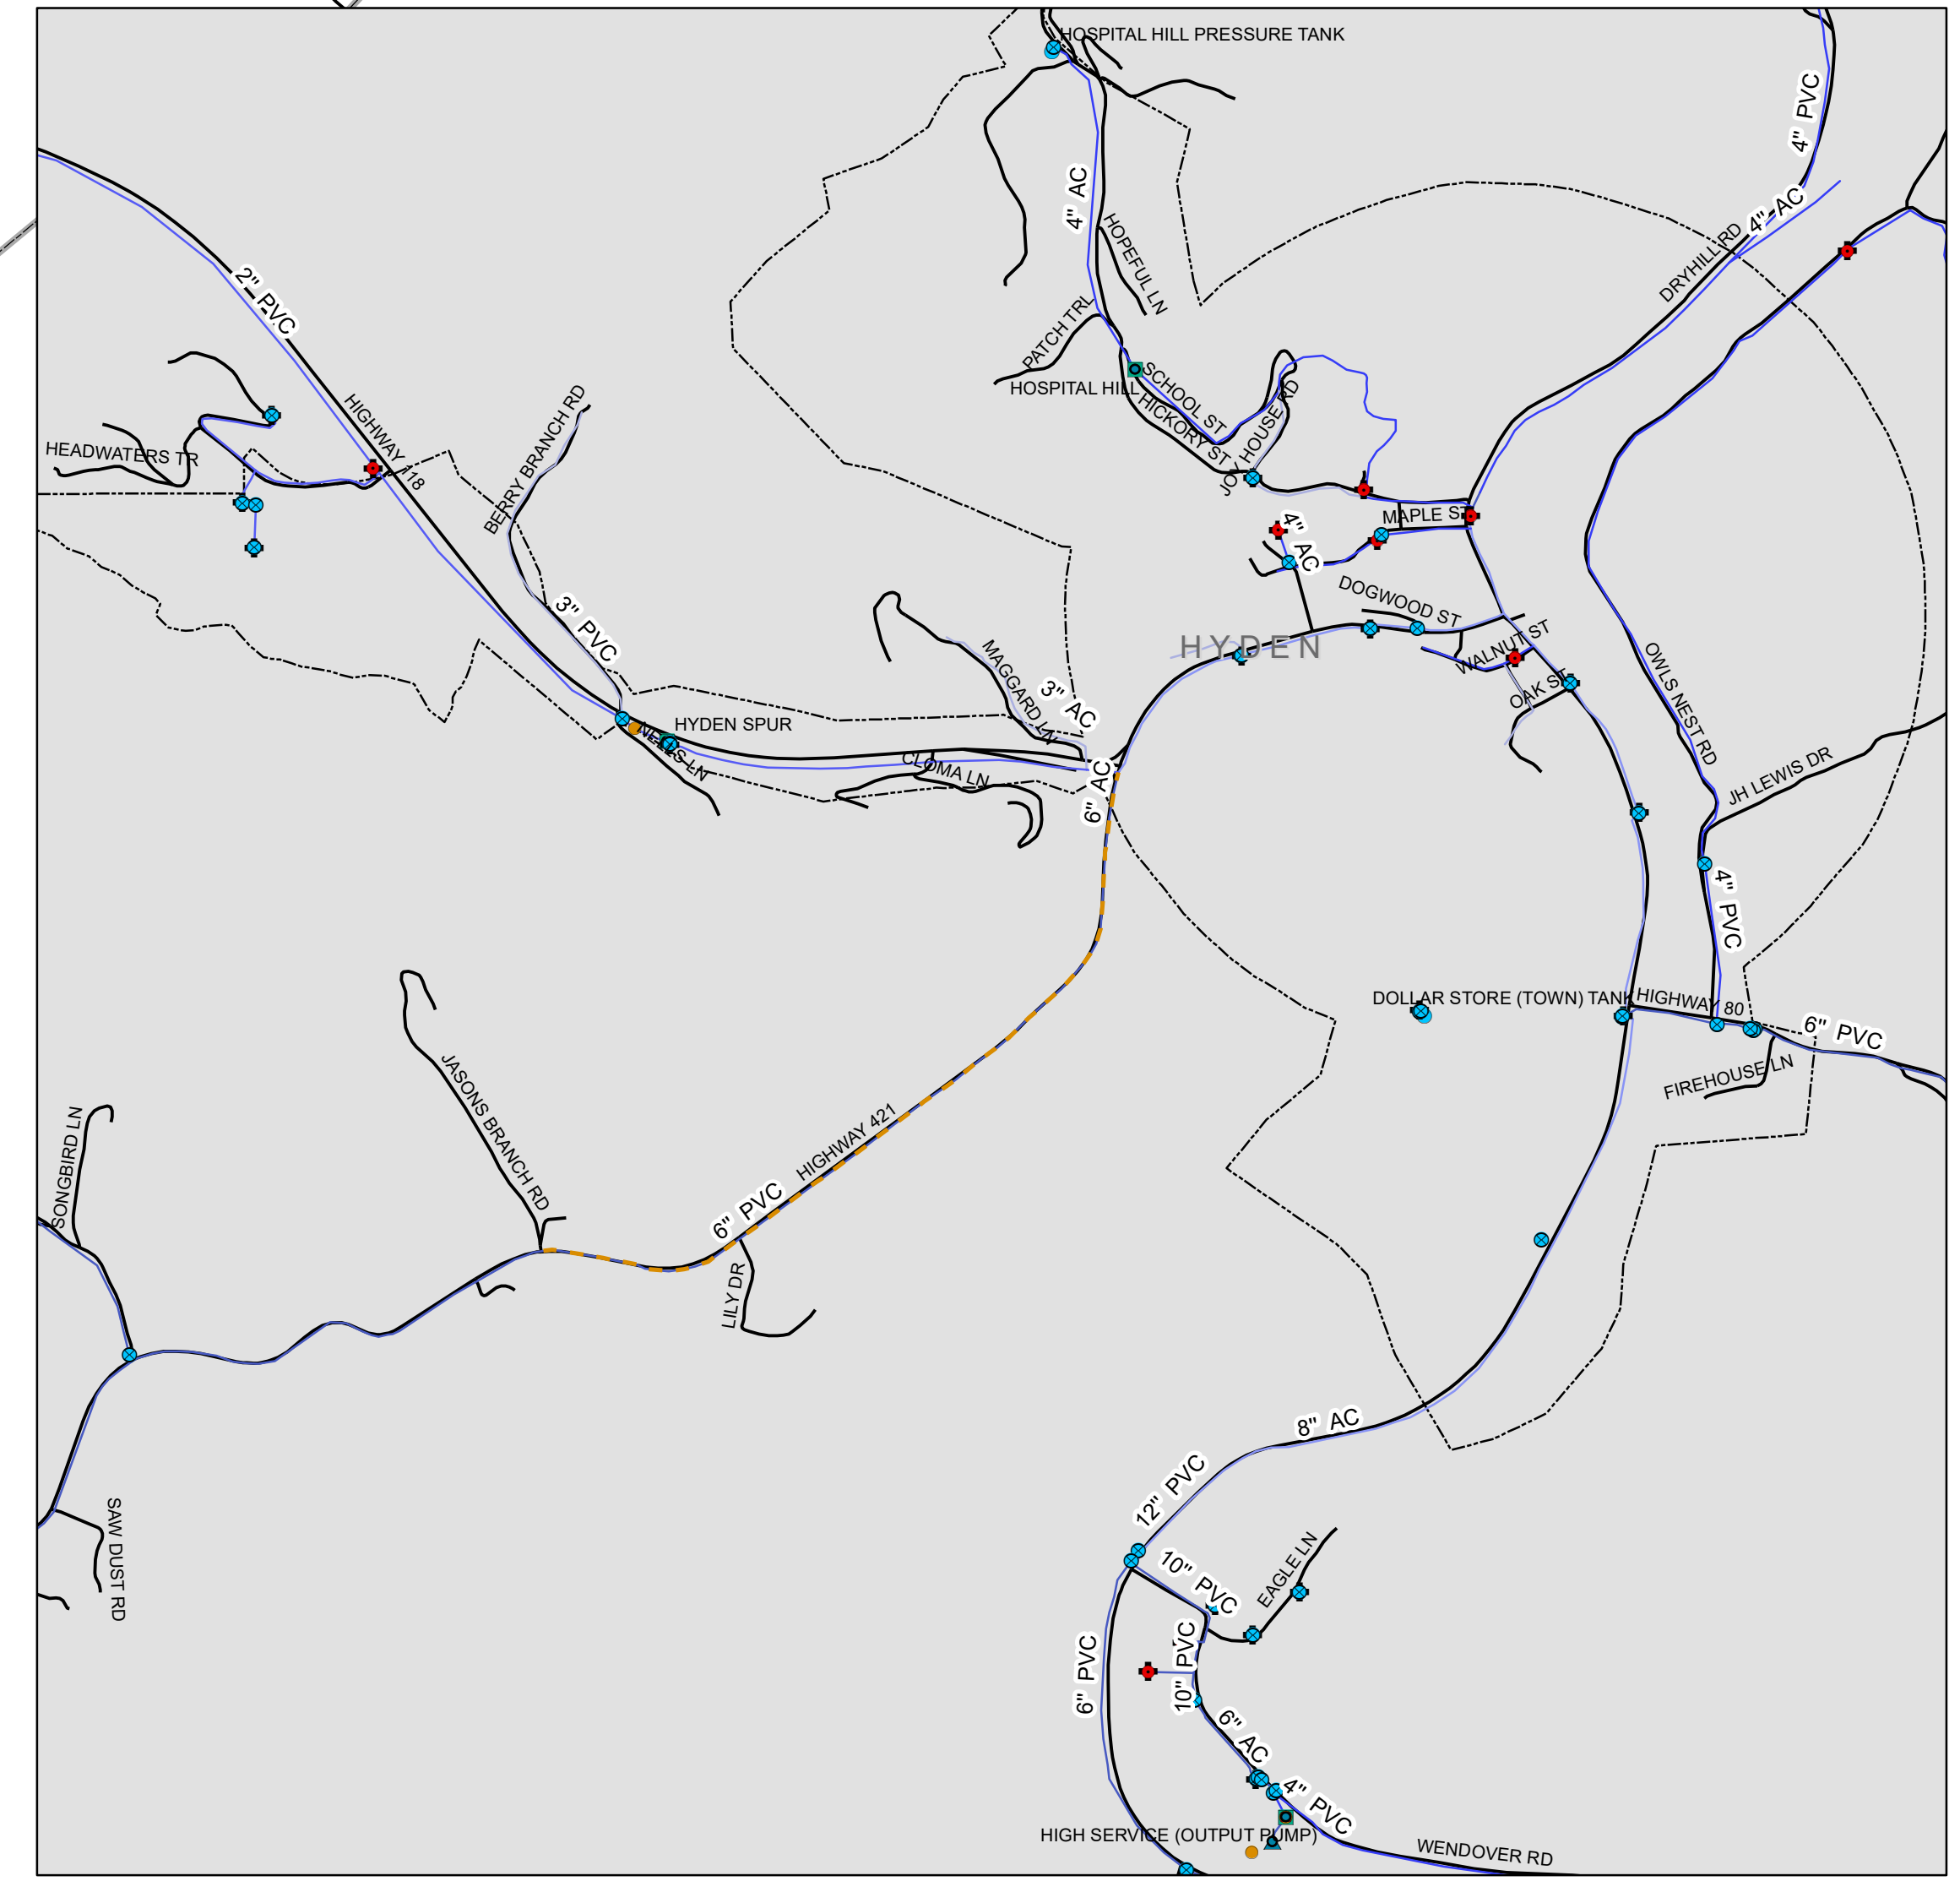 HOSPITAL HILL PRESSURE TANK
4" PVC
4" AC
4" AC
HOPEFUL LN
DRYHILL RD
2" PVC
PATCH TRL
HOSPITAL HILL
SCHOOL ST
HICKORY ST
JOY HOUSE RD
HIGHWAY 118
HEADWATERS TR
BERRY BRANCH RD
MAPLE ST
4" AC
DOGWOOD ST
3" PVC
HYDEN
WALNUT ST
OAK ST
OWLS NEST RD
MAGGARD LN
3" AC
HYDEN SPUR
NELLS LN
CLOMA LN
6" AC
JH LEWIS DR
4" PVC
DOLLAR STORE (TOWN) TANK
HIGHWAY 80
6" PVC
FIREHOUSE LN
JASONS BRANCH RD
SONGBIRD LN
HIGHWAY 421
6" PVC
LILY DR
8" AC
12" PVC
SAW DUST RD
10" PVC
EAGLE LN
6" PVC
10" PVC
6" AC
4" PVC
HIGH SERVICE (OUTPUT PUMP)
WENDOVER RD